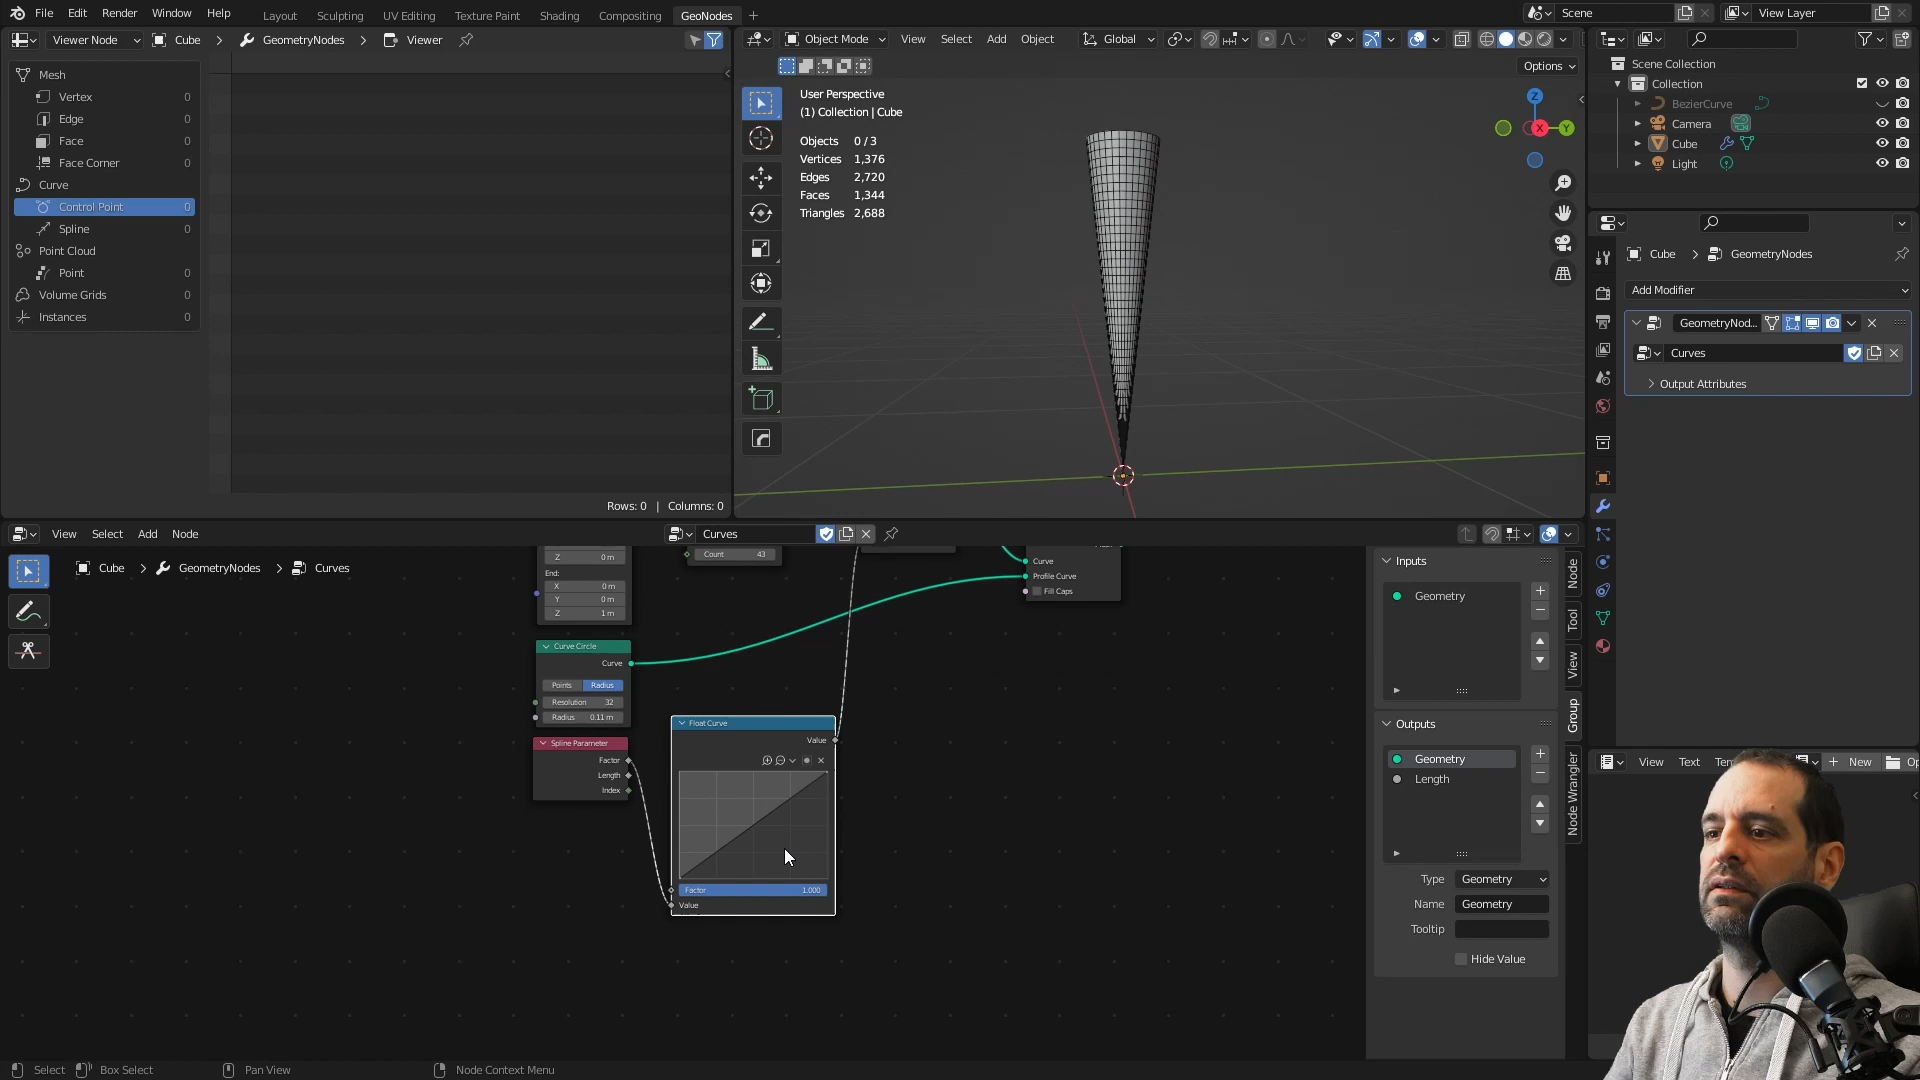 File Edit Render Window Help Layout Sculpting UV Editing Texture Paint Shading Compositing GeoNodes + Scene View Layer
Viewer Node Cube > GeometryNodes > Viewer
Mesh
Vertex 0
Edge 0
Face 0
Face Corner 0
Curve
Control Point 0
Spline 0
Point Cloud
Point 0
Volume Grids 0
Instances 0
Rows: 0 | Columns: 0
Object Mode View Select Add Object Global
Options
User Perspective
(1) Collection | Cube
Objects 0 / 3
Vertices 1,376
Edges 2,720
Faces 1,344
Triangles 2,688
Z
X
Y
Scene Collection
Collection
BezierCurve
Camera
Cube
Light
Cube > GeometryNodes
Add Modifier
GeometryNod...
Curves
> Output Attributes
View Select Add Node Curves
Cube > GeometryNodes > Curves
Z 0 m
End:
X 0 m
Y 0 m
Z 1 m
Count 43
Curve
Profile Curve
Fill Caps
Curve Circle
Curve
Points Radius
Resolution 32
Radius 0.11 m
Spline Parameter
Factor
Length
Index
Float Curve
Value
Factor 1.000
Value
Inputs
Geometry
Outputs
Geometry
Length
Type Geometry
Name Geometry
Tooltip
Hide Value
Node
Tool
View
Group
Node Wrangler
View Text New
Select Box Select Pan View Node Context Menu